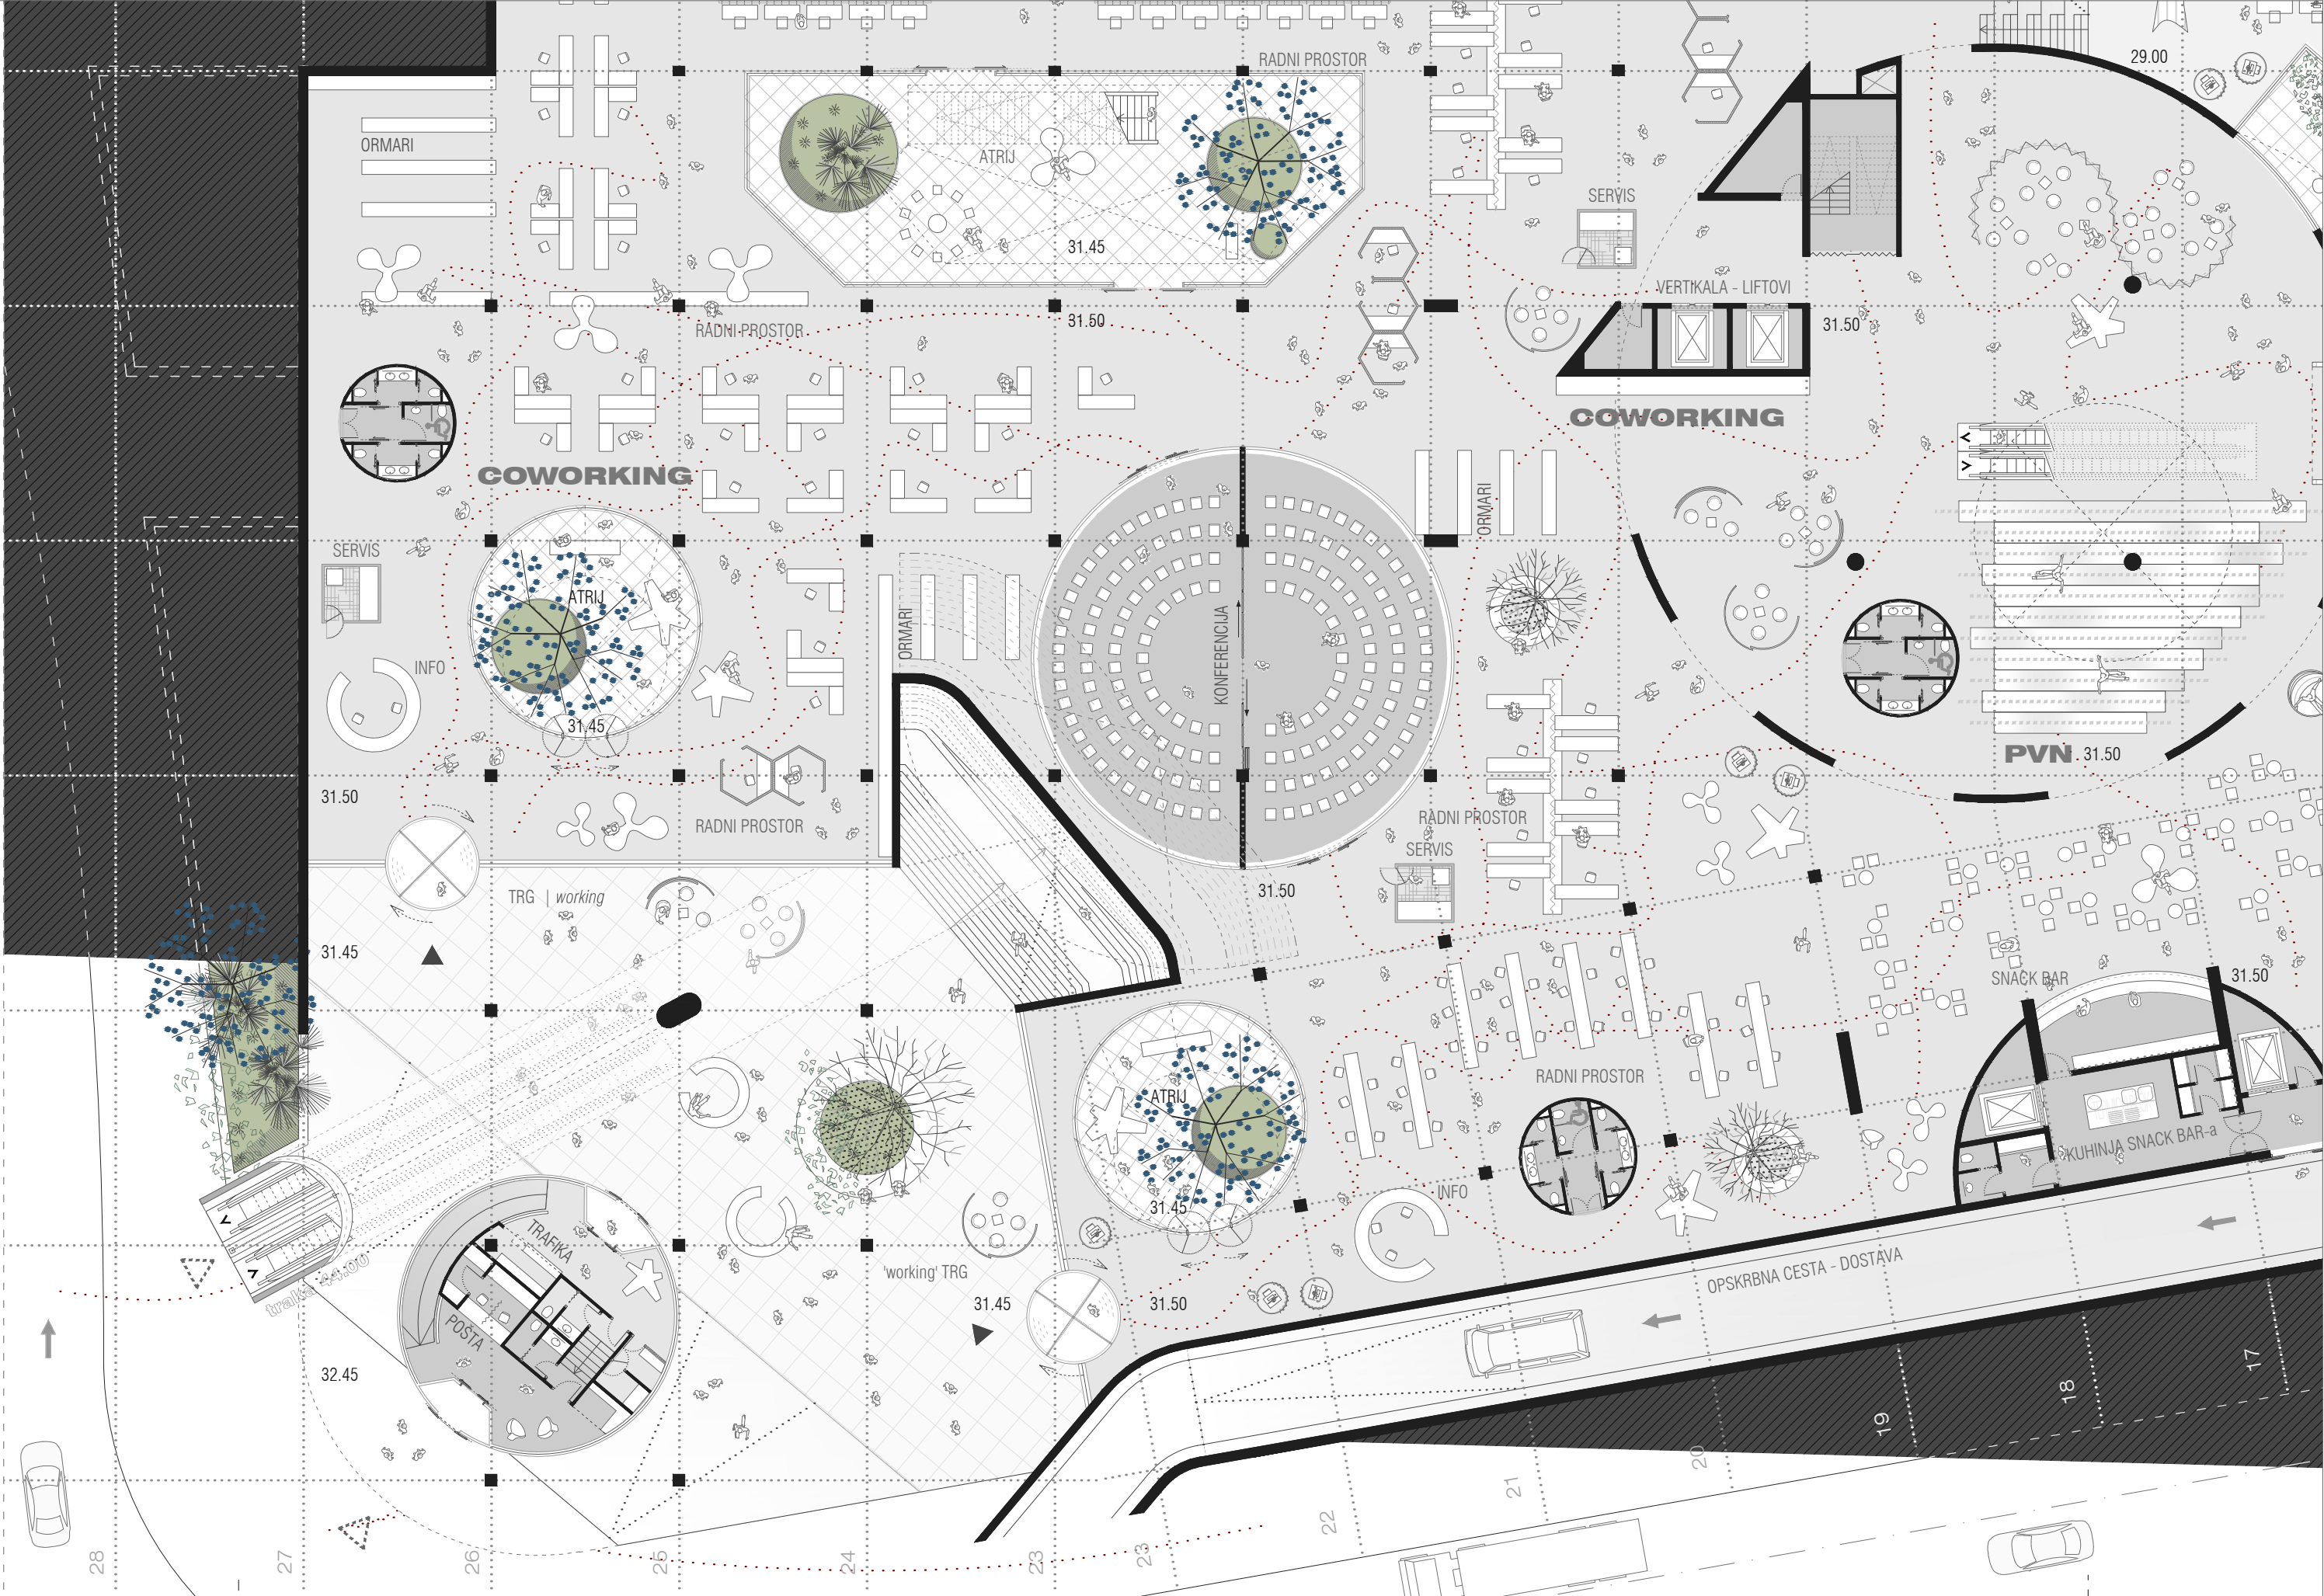 RADNI PROSTOR
29.00
ORMARI
ATRIJ
SERVIS
31.45
VERTIKALA - LIFTOVI
31.50
31.50
RADNI PROSTOR
COWORKING
COWORKING
ORMARI
SERVIS
ATRIJ
ORMARI
KONFERENCIJA
INFO
31.45
PVN
31.50
31.50
RADNI PROSTOR
RADNI PROSTOR
SERVIS
31.50
TRG | working
31.45
SNACK BAR
31.50
ATRIJ
RADNI PROSTOR
KUHINJA SNACK BAR-a
31.45
INFO
TRAFIKA
POŠTA
traka 44.00
'working' TRG
31.45
31.50
OPSKRBNA CESTA - DOSTAVA
32.45
17
18
19
20
21
22
23
23
24
25
26
27
28